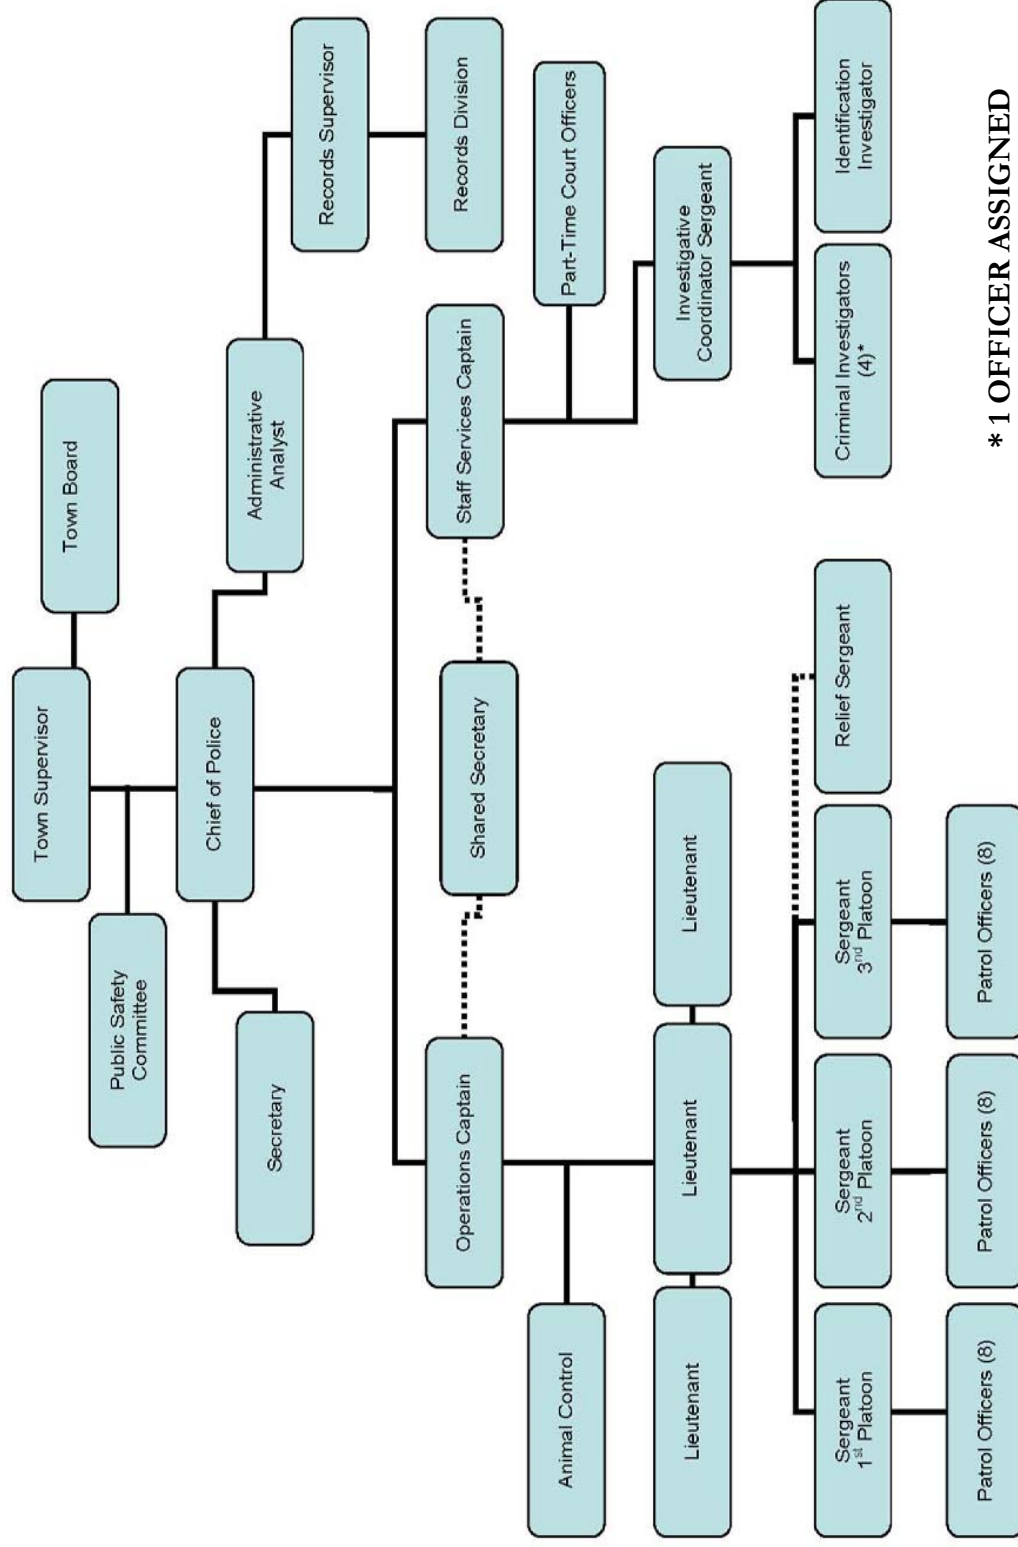 Town Supervisor
Town Board
Public Safety
Committee
Chief of Police
Secretary
Administrative
Analyst
Records Supervisor
Records Division
Operations Captain
Shared Secretary
Staff Services Captain
Animal Control
Part-Time Court Officers
Lieutenant
Lieutenant
Lieutenant
Investigative
Coordinator Sergeant
Sergeant
1st Platoon
Sergeant
2nd Platoon
Sergeant
3nd Platoon
Relief Sergeant
Criminal Investigators
(4)*
Identification
Investigator
Patrol Officers (8)
Patrol Officers (8)
Patrol Officers (8)
* 1 OFFICER ASSIGNED